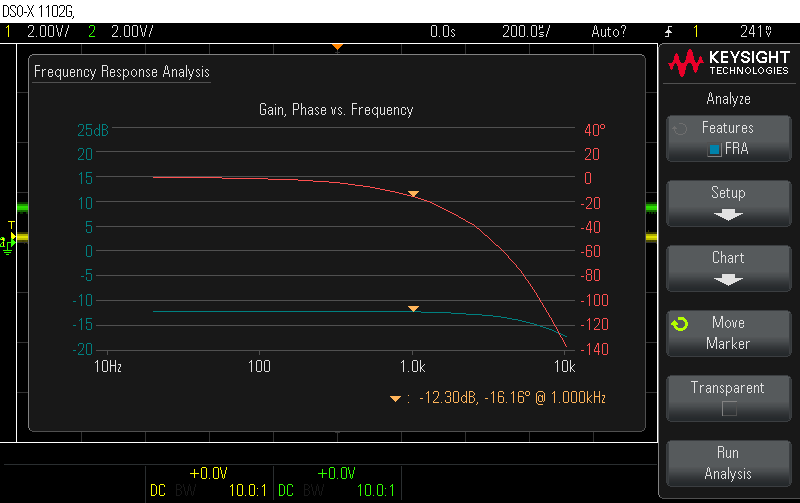 DSO-X 1102G,
1 2.00V/ 2 2.00V/ 0.0s 200.0s/ Auto? 1 241
Frequency Response Analysis
Gain, Phase vs. Frequency
25dB 40°
20 20
15 0
10 -20
5 -40
0 -60
-5 -80
-10 -100
-15 -120
-20 -140
10Hz 100 1.0k 10k
: -12.30dB, -16.16° @ 1.000kHz
T
KEYSIGHT
TECHNOLOGIES
Analyze
Features
FRA
Setup
Chart
Move
Marker
Transparent
Run
Analysis
+0.0V +0.0V
DC BW 10.0:1 DC BW 10.0:1